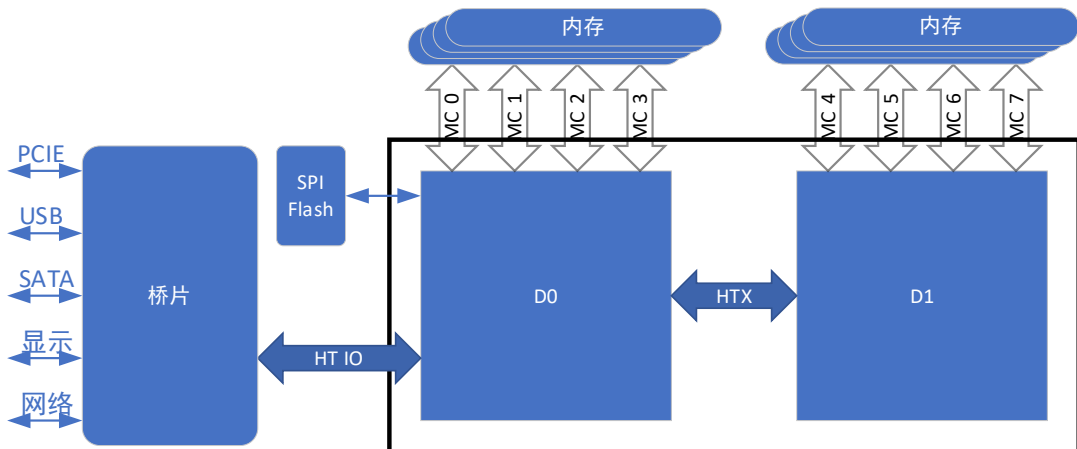 内存
内存
MC 0
MC 1
MC 2
MC 3
MC 4
MC 5
MC 6
MC 7
PCIE
USB
SATA
显示
网络
桥片
SPI
Flash
HT IO
D0
HTX
D1